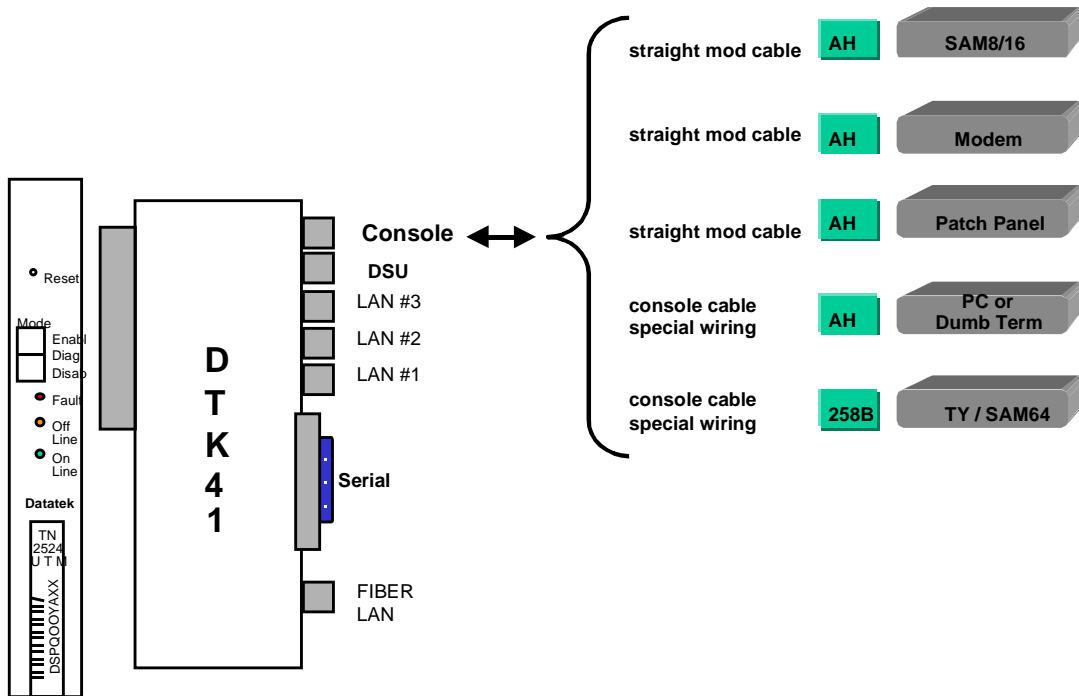 Reset
Mode
Enabl
Diag
Disab
Fault
Off
Line
On
Line
Datatek
TN
2524
U T M
DSPQOOYAXX
D
T
K
4
1
Console
DSU
LAN #3
LAN #2
LAN #1
Serial
FIBER
LAN
straight mod cable AH SAM8/16
straight mod cable AH Modem
straight mod cable AH Patch Panel
console cable
special wiring
AH
PC or
Dumb Term
console cable
special wiring
258B
TY / SAM64